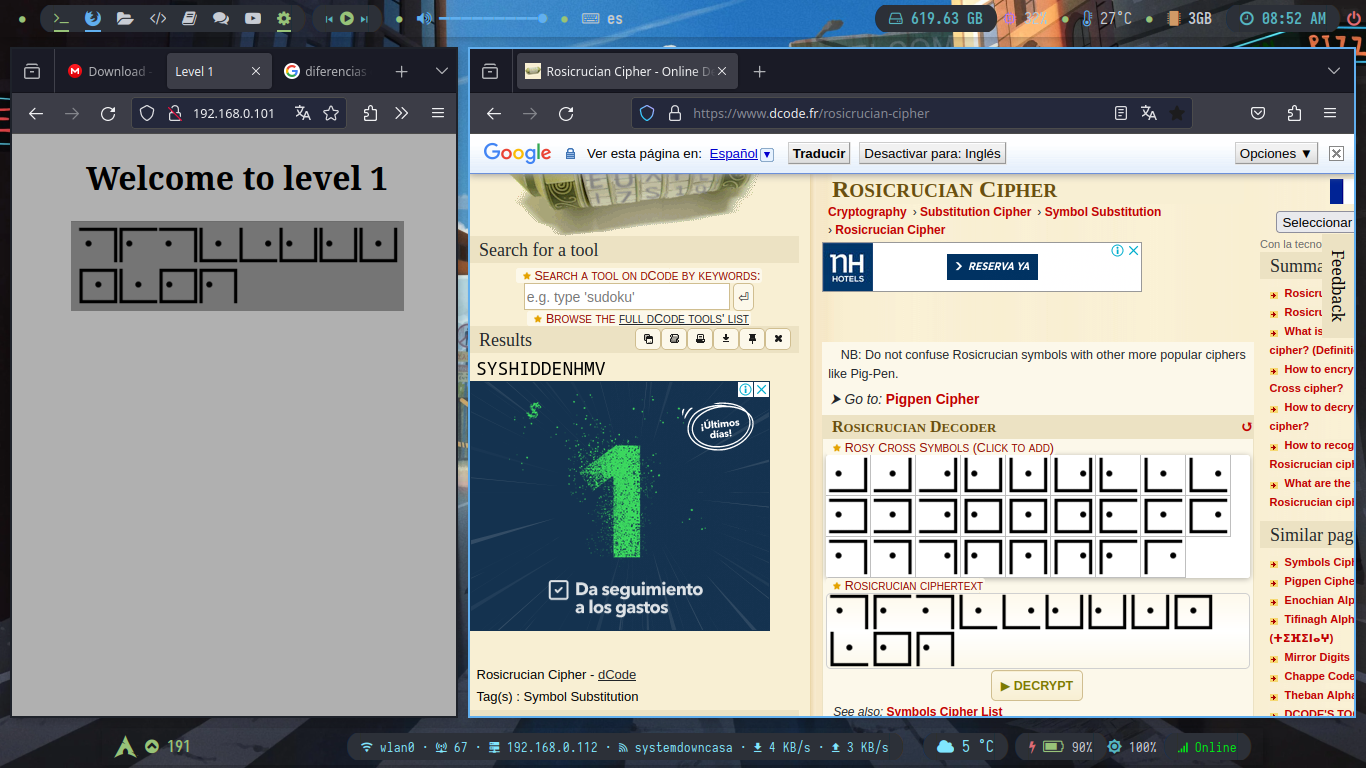 es
619.63 GB
27°C
3GB
08:52 AM
Download
Level 1
diferencias
192.168.0.101
Welcome to level 1
Rosicrucian Cipher - Online D
https://www.dcode.fr/rosicrucian-cipher
Google
Ver esta página en: Español ▼
Traducir
Desactivar para: Inglés
Opciones ▼
Search for a tool
★ Search a tool on dCode by keywords:
e.g. type 'sudoku'
★ Browse the full dCode tools' list
Results
SYSHIDDENHMV
¡Últimos
días!
1
Da seguimiento
a los gastos
Rosicrucian Cipher - dCode
Tag(s) : Symbol Substitution
Rosicrucian Cipher
Cryptography › Substitution Cipher › Symbol Substitution
› Rosicrucian Cipher
nH
HOTELS
RESERVA YA
NB: Do not confuse Rosicrucian symbols with other more popular ciphers
like Pig-Pen.
⮞ Go to: Pigpen Cipher
Rosicrucian Decoder
★ Rosy Cross Symbols (Click to add)
★ Rosicrucian ciphertext
▶ DECRYPT
See also: Symbols Cipher List
Seleccionar
Con la tecno
Feedback
Summa
Rosicru
Rosicru
What is
cipher? (Definiti
How to encry
Cross cipher?
How to decry
cipher?
How to recog
Rosicrucian ciph
What are the
Rosicrucian ciph
Similar pag
Symbols Ciph
Pigpen Ciphe
Enochian Alp
Tifinagh Alph
(ⵜⵉⴼⵉⵏⴰⵖ)
Mirror Digits
Chappe Code
Theban Alpha
DCODE'S TO
191
wlan0 · 67 · 192.168.0.112 · systemdowncasa · 4 KB/s · 3 KB/s
5 °C
90%
100%
Online